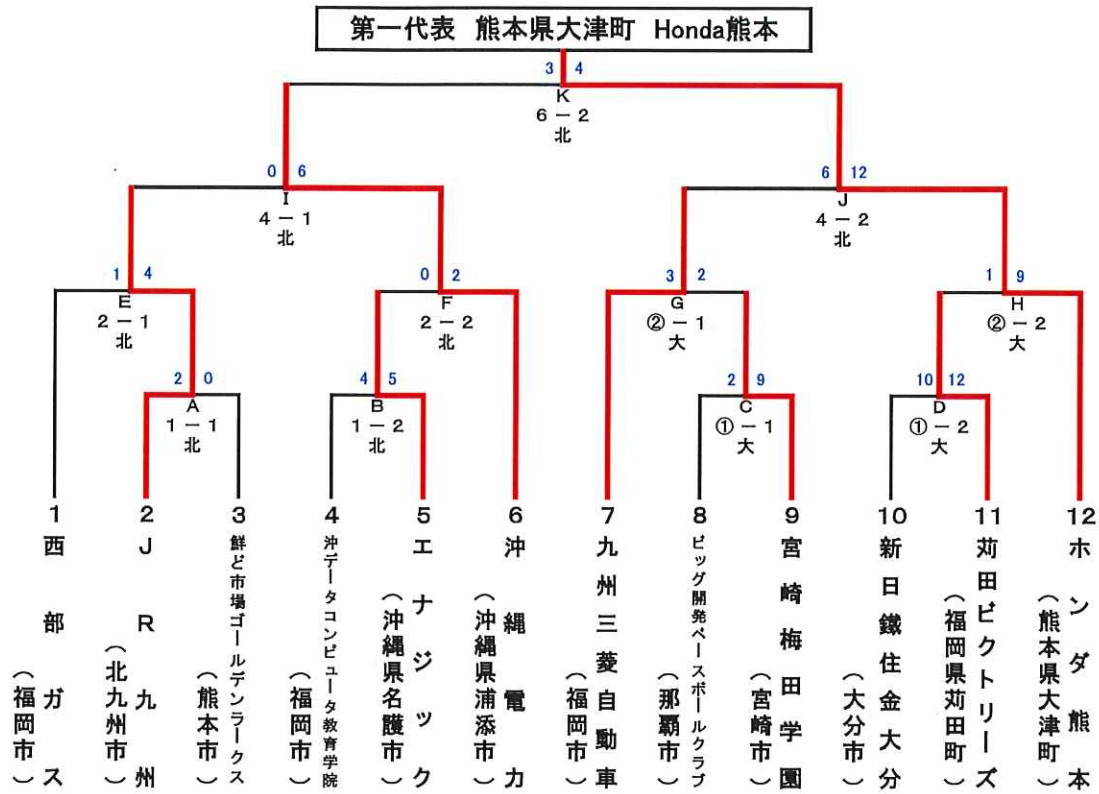 第一代表 熊本県大津町 Honda熊本
3 4
K
6 － 2
北
0 6
I
4 － 1
北
6 12
J
4 － 2
北
1 4
E
2 － 1
北
0 2
F
2 － 2
北
3 2
G
② － 1
大
1 9
H
② － 2
大
2 0
A
1 － 1
北
4 5
B
1 － 2
北
2 9
C
① － 1
大
10 12
D
① － 2
大
1
西部ガス
（福岡市）
2
JR九州
（北九州市）
3
鮮ど市場ゴールデンラークス
（熊本市）
4
沖データコンピュータ教育学院
（福岡市）
5
エナジック
（沖縄県名護市）
6
沖縄電力
（沖縄県浦添市）
7
九州三菱自動車
（福岡市）
8
ビッグ開発ベースボールクラブ
（那覇市）
9
宮崎梅田学園
（宮崎市）
10
新日鐵住金大分
（大分市）
11
苅田ビクトリーズ
（福岡県苅田町）
12
ホンダ熊本
（熊本県大津町）